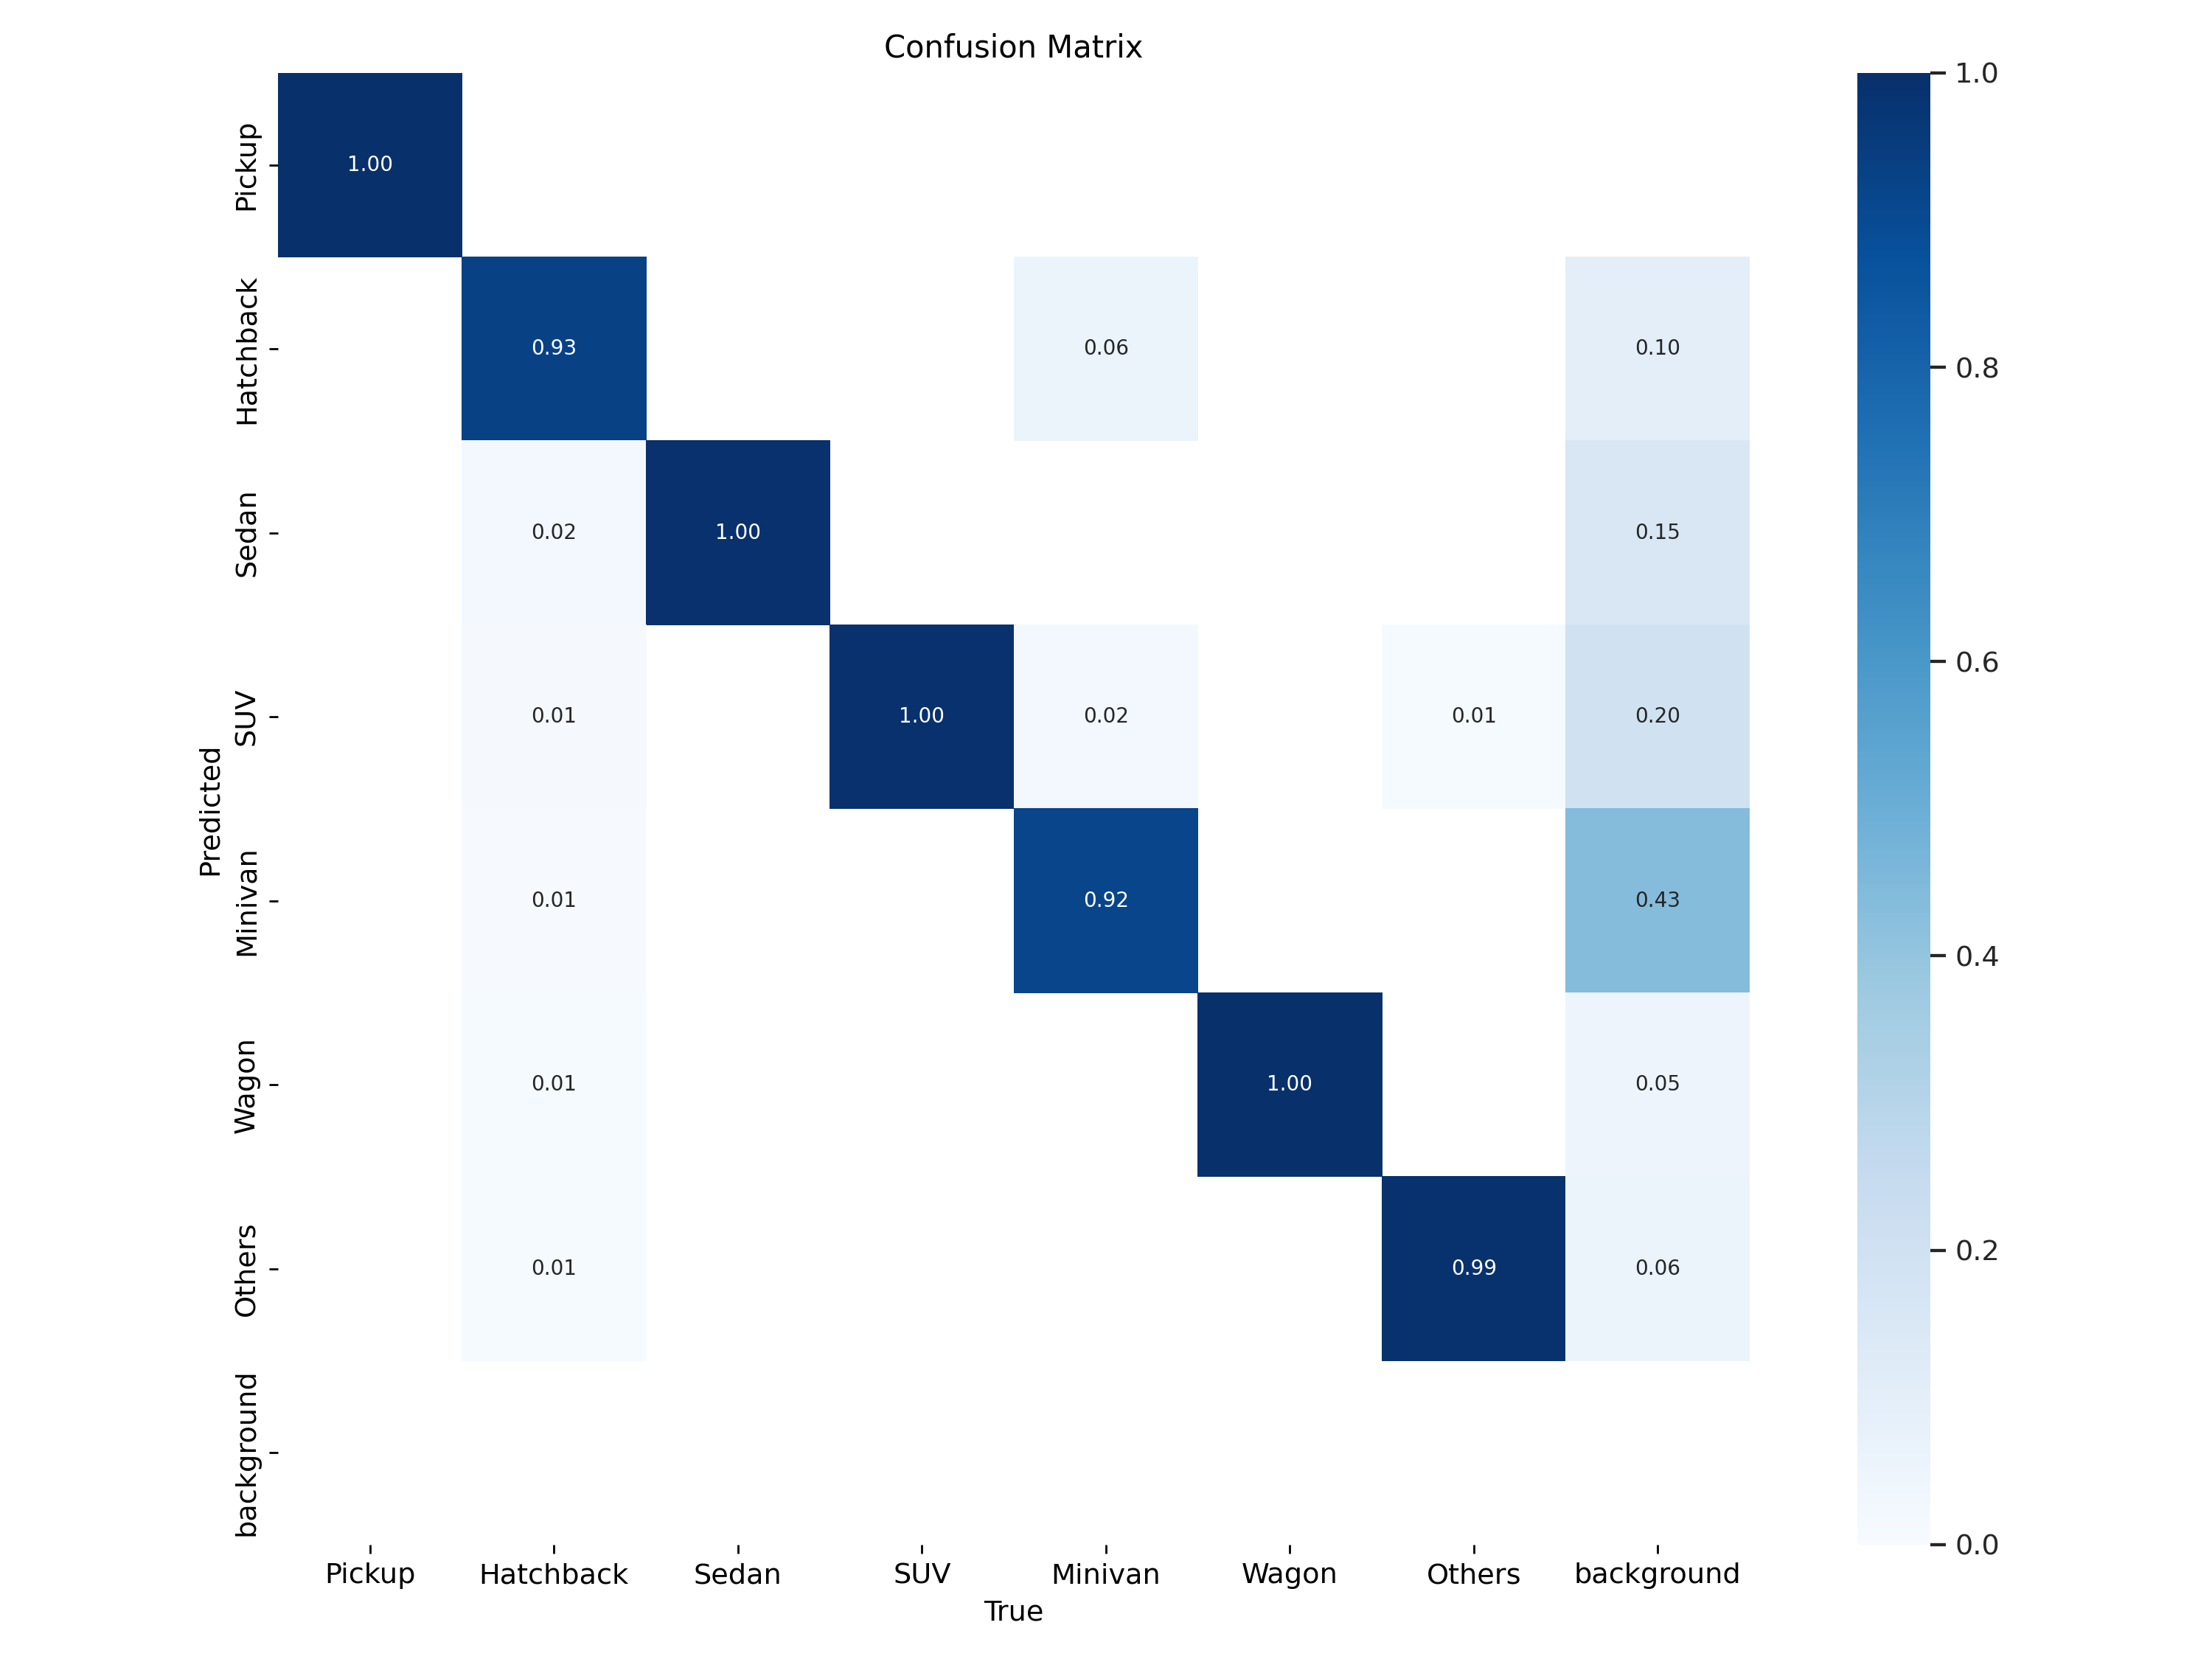 Confusion Matrix
Pickup
1.00
1.0
Hatchback
0.93
0.06
0.10
0.8
Sedan
0.02
1.00
0.15
0.6
Predicted
SUV
0.01
1.00
0.02
0.01
0.20
Minivan
0.01
0.92
0.43
0.4
Wagon
0.01
1.00
0.05
0.2
Others
0.01
0.99
0.06
background
0.0
Pickup Hatchback Sedan SUV Minivan Wagon Others background
True